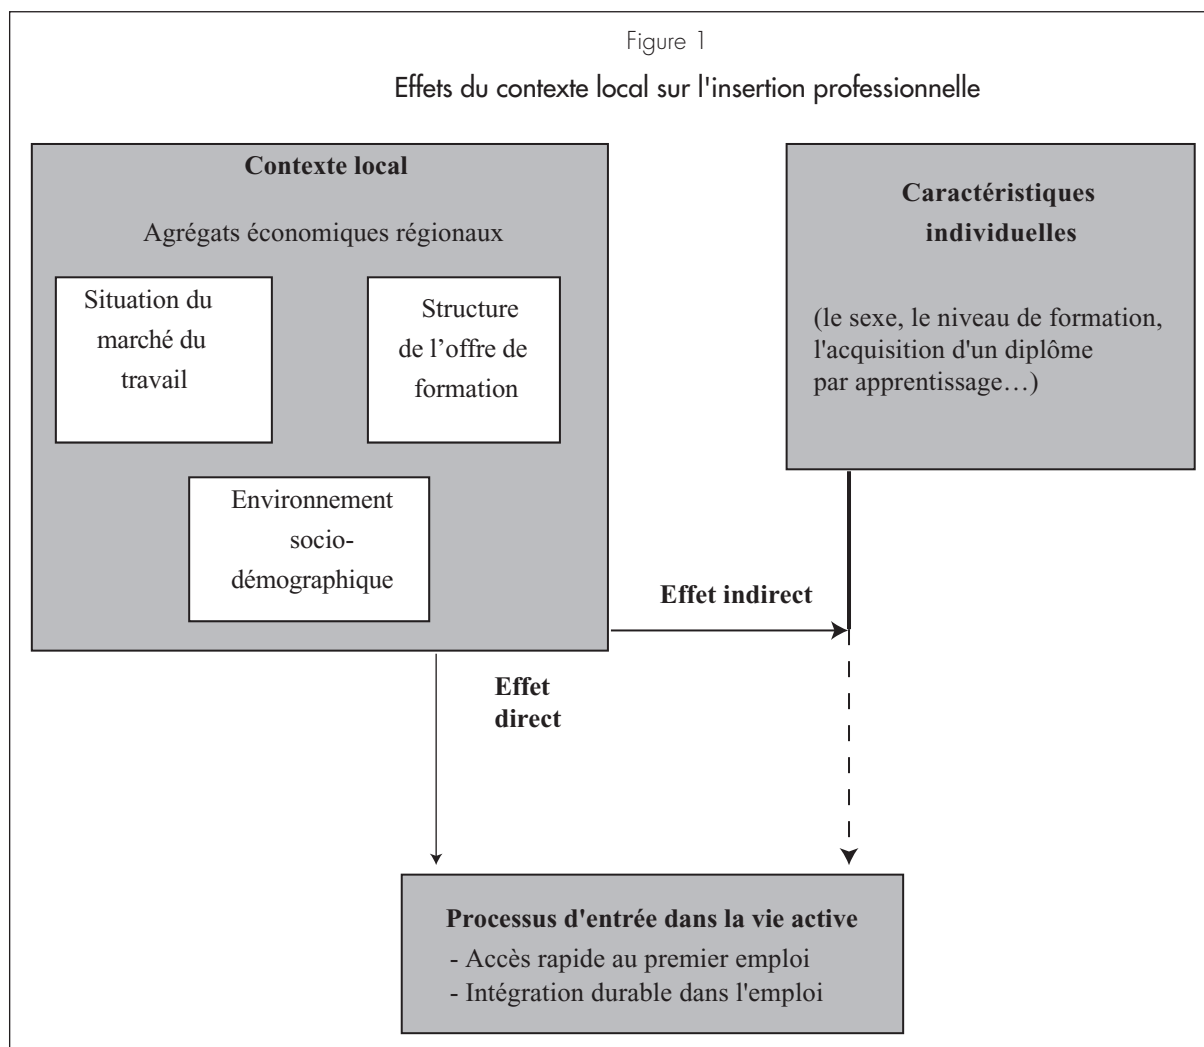 Figure 1
Effets du contexte local sur l'insertion professionnelle
Contexte local
Agrégats économiques régionaux
Situation du
marché du
travail
Structure
de l’offre de
formation
Environnement
socio-
démographique
Caractéristiques
individuelles
(le sexe, le niveau de formation,
l'acquisition d'un diplôme
par apprentissage…)
Effet indirect
Effet
direct
Processus d'entrée dans la vie active
- Accès rapide au premier emploi
- Intégration durable dans l'emploi